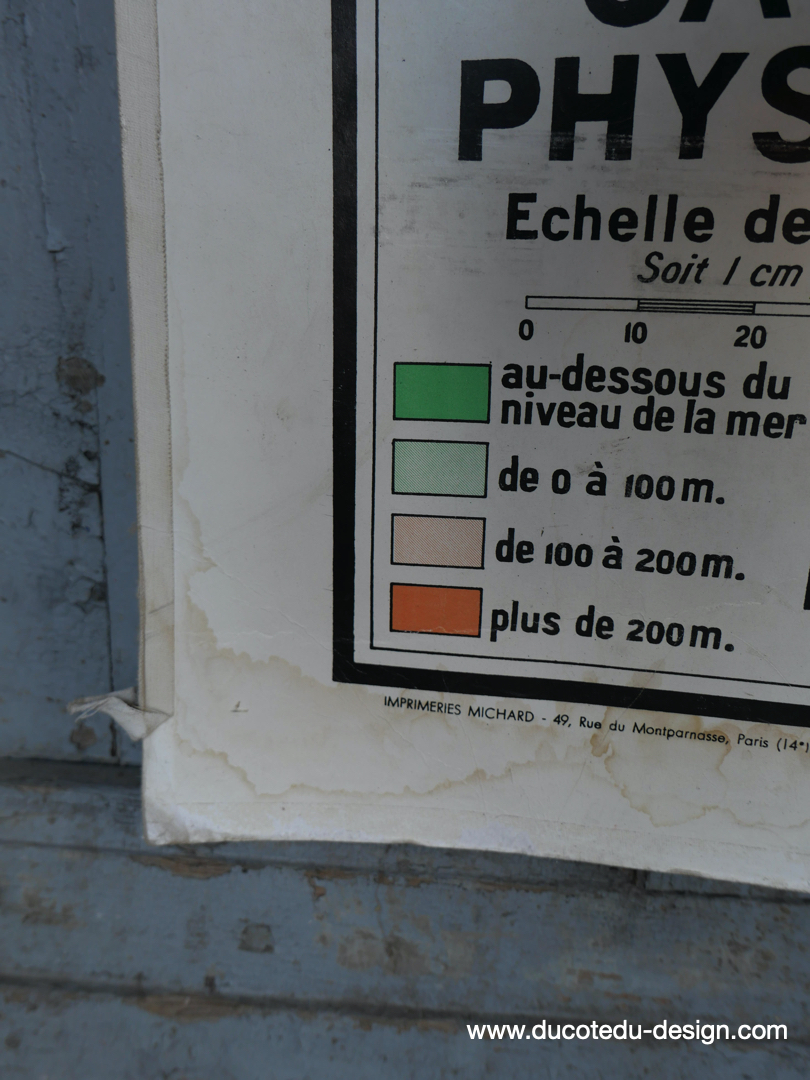 CA
PHYS
Echelle de
Soit 1 cm
0 10 20
au-dessous du
niveau de la mer
de 0 à 100 m.
de 100 à 200 m.
plus de 200 m.
IMPRIMERIES MICHARD - 49, Rue du Montparnasse, Paris (14e)
www.ducotedu-design.com